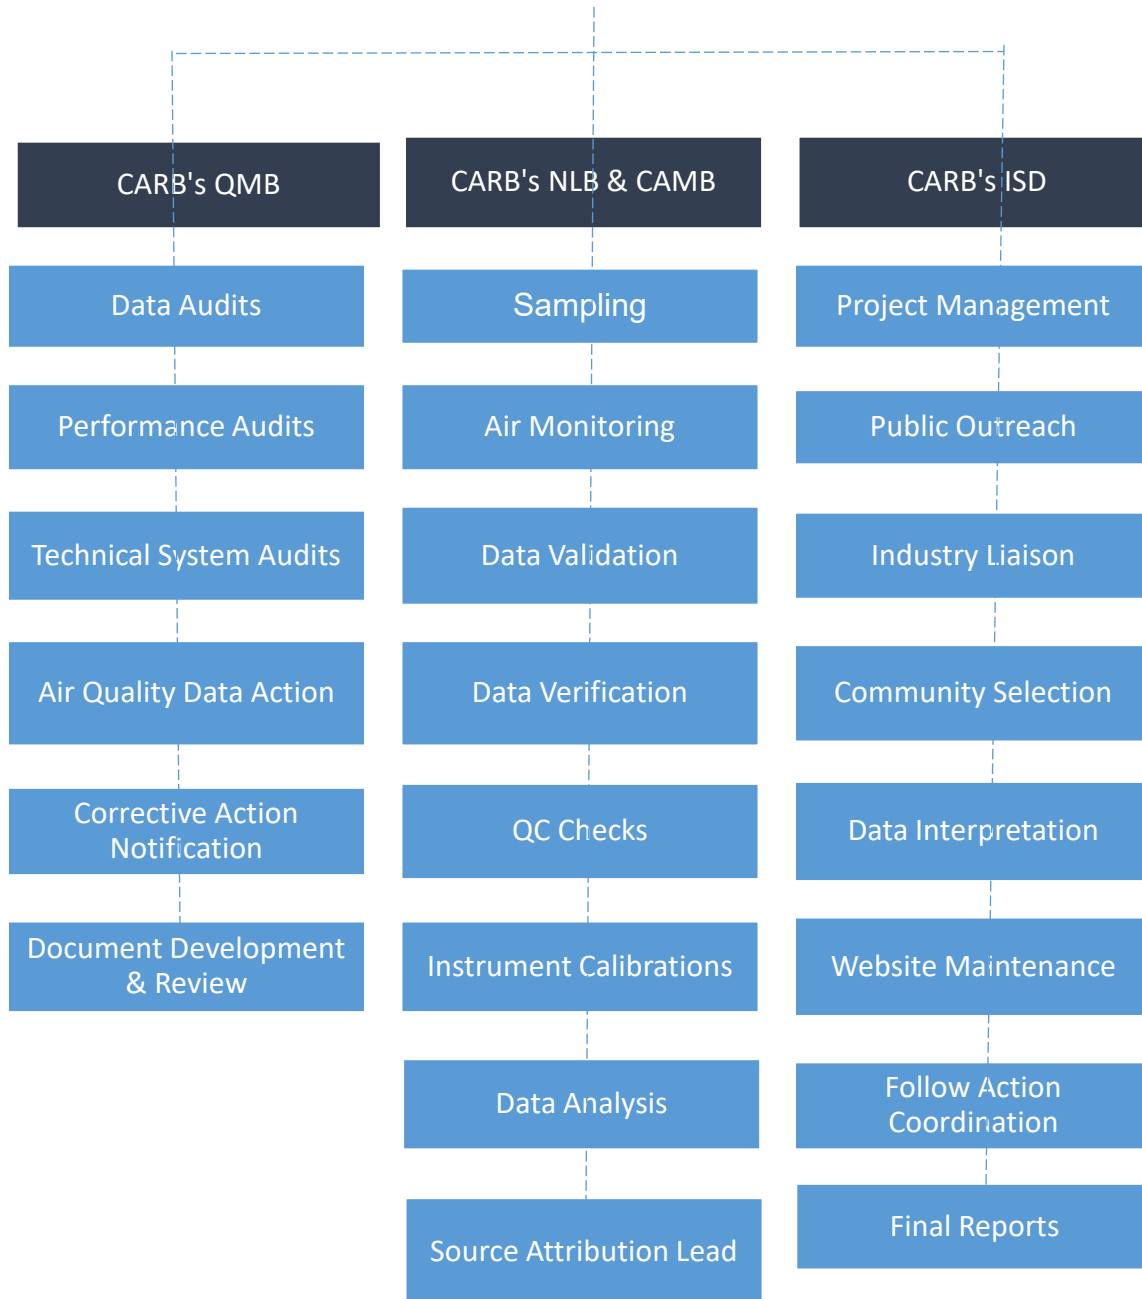 CARB's QMB
Data Audits
Performance Audits
Technical System Audits
Air Quality Data Action
Corrective Action
Notification
Document Development
& Review
CARB's NLB & CAMB
Sampling
Air Monitoring
Data Validation
Data Verification
QC Checks
Instrument Calibrations
Data Analysis
Source Attribution Lead
CARB's ISD
Project Management
Public Outreach
Industry Liaison
Community Selection
Data Interpretation
Website Maintenance
Follow Action
Coordination
Final Reports